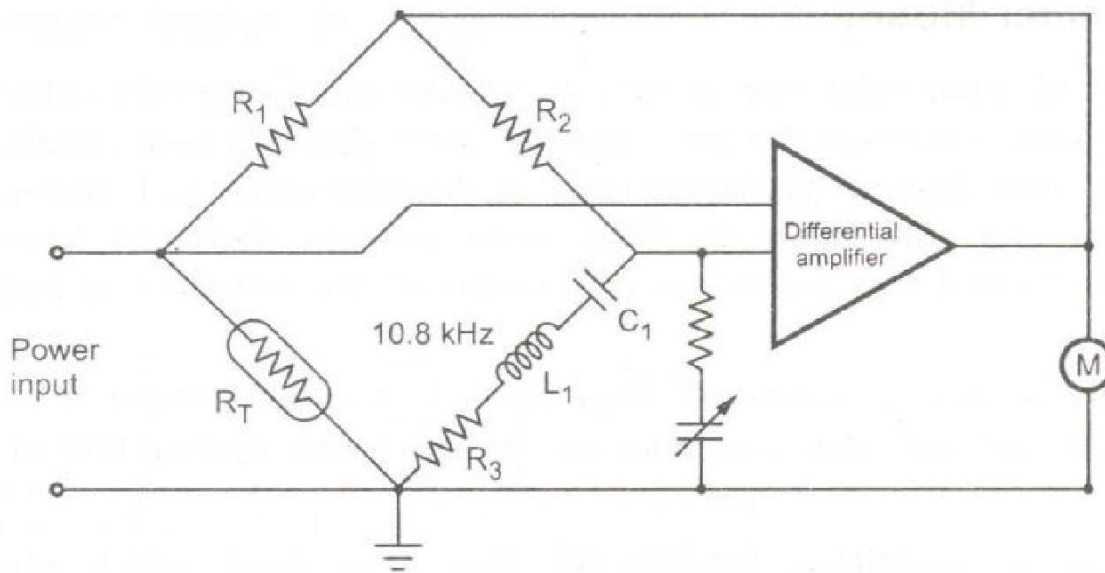 R1
R2
Differential
amplifier
C1
10.8 kHz
L1
Power
input
M
RT
R3